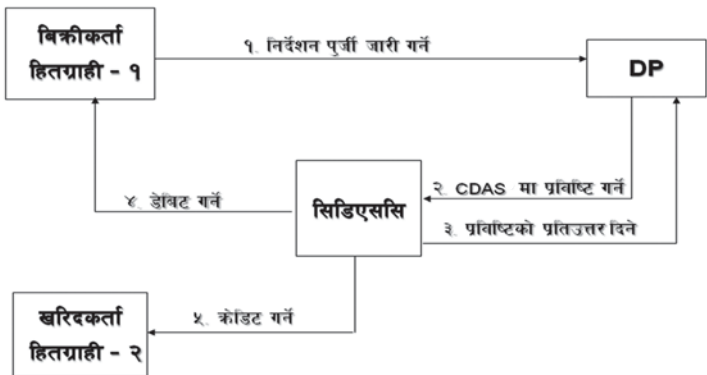 बिक्रीकर्ता
हितग्राही - १
१. निर्देशन पुर्जी जारी गर्ने
DP
२. CDAS मा प्रविष्टि गर्ने
४. डेबिट गर्ने
सिडिएससि
३. प्रविष्टिको प्रतिउत्तर दिने
खरिदकर्ता
हितग्राही - २
५. क्रेडिट गर्ने